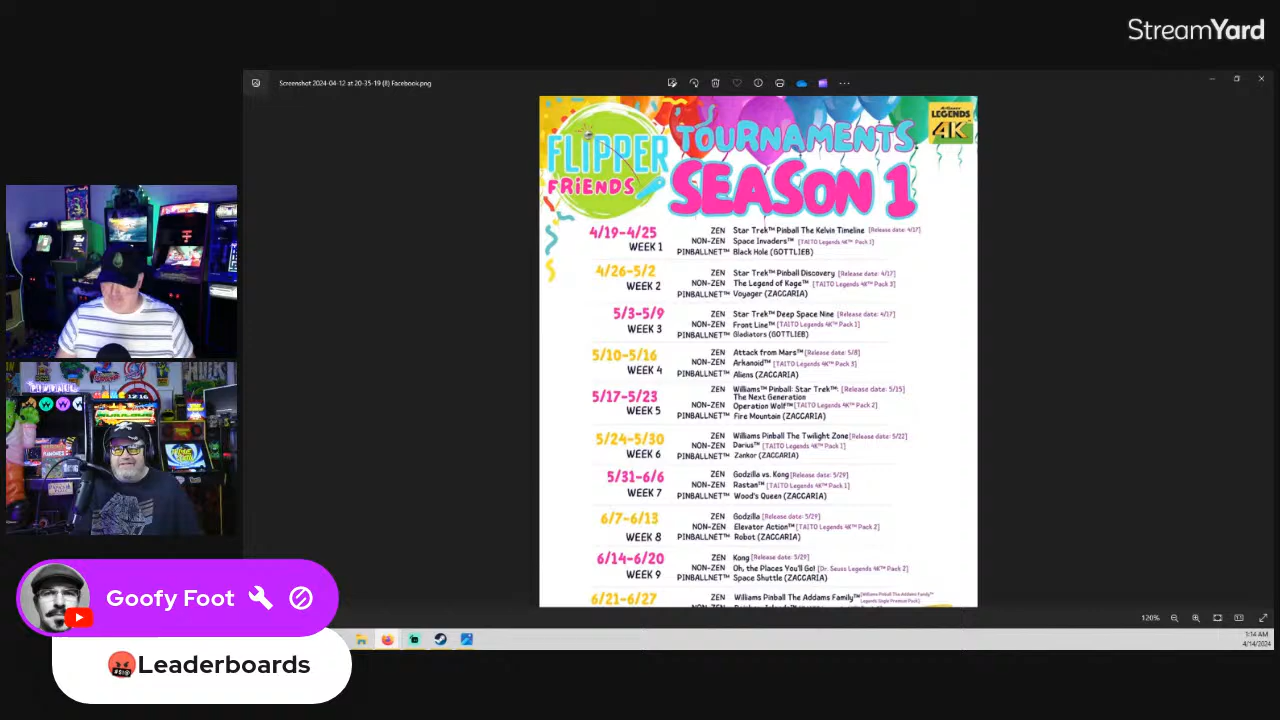 StreamYard
Screenshot 2024-04-12 at 20-35-19 (8) Facebook.png
FLIPPER FRiENDS
TOURNAMENTS
SEASON 1
LEGENDS 4K
4/19-4/25 WEEK 1
ZEN Star Trek™ Pinball The Kelvin Timeline [Release date: 4/17]
NON-ZEN Space Invaders™ [TAITO Legends 4K™ Pack 1]
PINBALLNET™ Black Hole (GOTTLIEB)
4/26-5/2 WEEK 2
ZEN Star Trek™ Pinball Discovery [Release date: 4/17]
NON-ZEN The Legend of Kage™ [TAITO Legends 4K™ Pack 3]
PINBALLNET™ Voyager (ZACCARIA)
5/3-5/9 WEEK 3
ZEN Star Trek™ Deep Space Nine [Release date: 4/17]
NON-ZEN Front Line™ [TAITO Legends 4K™ Pack 1]
PINBALLNET™ Gladiators (GOTTLIEB)
5/10-5/16 WEEK 4
ZEN Attack from Mars™ [Release date: 5/8]
NON-ZEN Arkanoid™ [TAITO Legends 4K™ Pack 3]
PINBALLNET™ Aliens (ZACCARIA)
5/17-5/23 WEEK 5
ZEN Williams™ Pinball: Star Trek™: [Release date: 5/15]
The Next Generation
NON-ZEN Operation Wolf™ [TAITO Legends 4K™ Pack 2]
PINBALLNET™ Fire Mountain (ZACCARIA)
5/24-5/30 WEEK 6
ZEN Williams Pinball The Twilight Zone [Release date: 5/22]
NON-ZEN Darius™ [TAITO Legends 4K™ Pack 1]
PINBALLNET™ Zankor (ZACCARIA)
5/31-6/6 WEEK 7
ZEN Godzilla vs. Kong [Release date: 5/29]
NON-ZEN Rastan™ [TAITO Legends 4K™ Pack 1]
PINBALLNET™ Wood's Queen (ZACCARIA)
6/7-6/13 WEEK 8
ZEN Godzilla [Release date: 5/29]
NON-ZEN Elevator Action™ [TAITO Legends 4K™ Pack 2]
PINBALLNET™ Robot (ZACCARIA)
6/14-6/20 WEEK 9
ZEN Kong [Release date: 5/29]
NON-ZEN Oh, the Places You'll Go! [Dr. Seuss Legends 4K™ Pack 2]
PINBALLNET™ Space Shuttle (ZACCARIA)
6/21-6/27
ZEN Williams Pinball The Addams Family™ [Williams Pinball The Addams Family™
Legends Single Premium Pack]
120%
1:14 AM
4/14/2024
Goofy Foot
Leaderboards